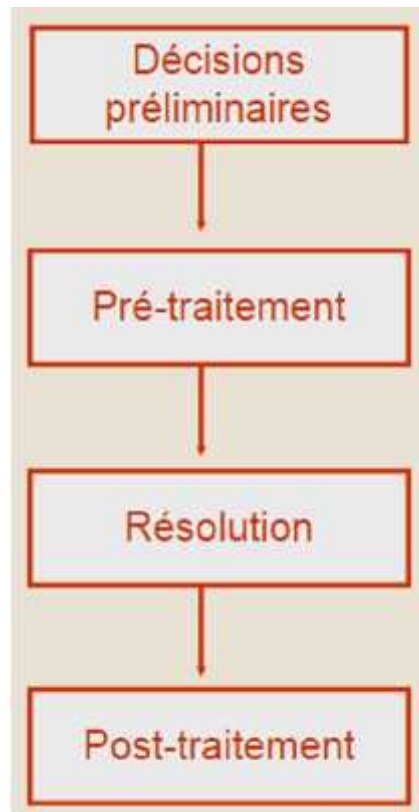 Décisions
préliminaires
Pré-traitement
Résolution
Post-traitement